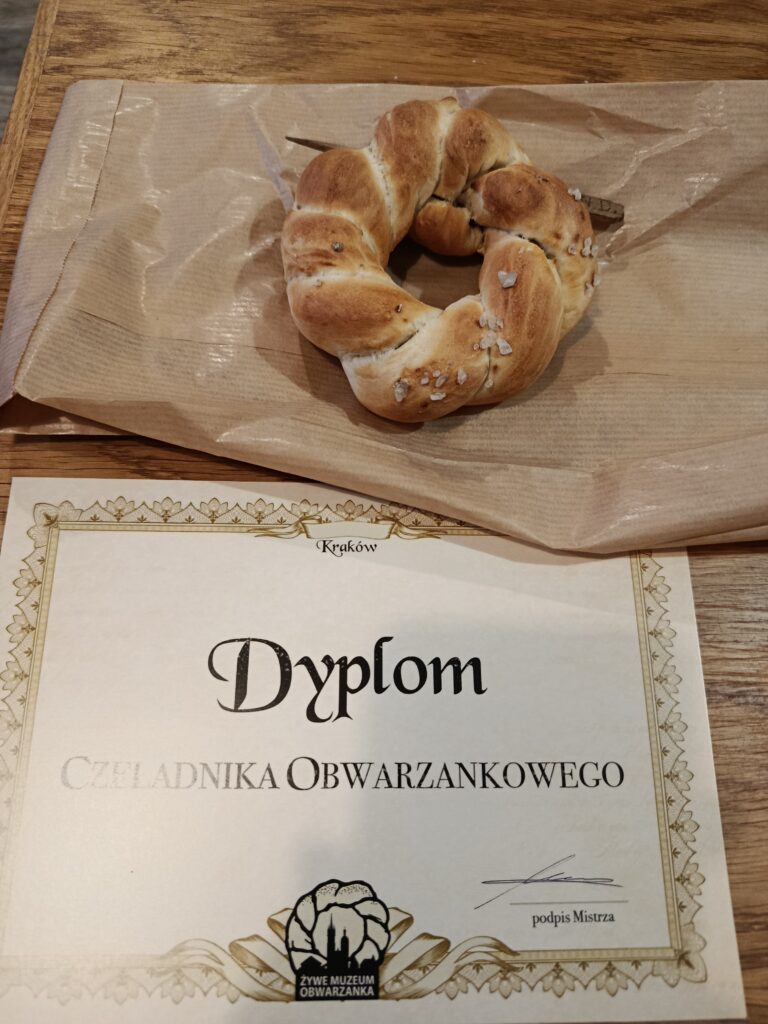 Kraków
Dyplom
Czeladnika Obwarzankowego
podpis Mistrza
ŻYWE MUZEUM
OBWARZANKA